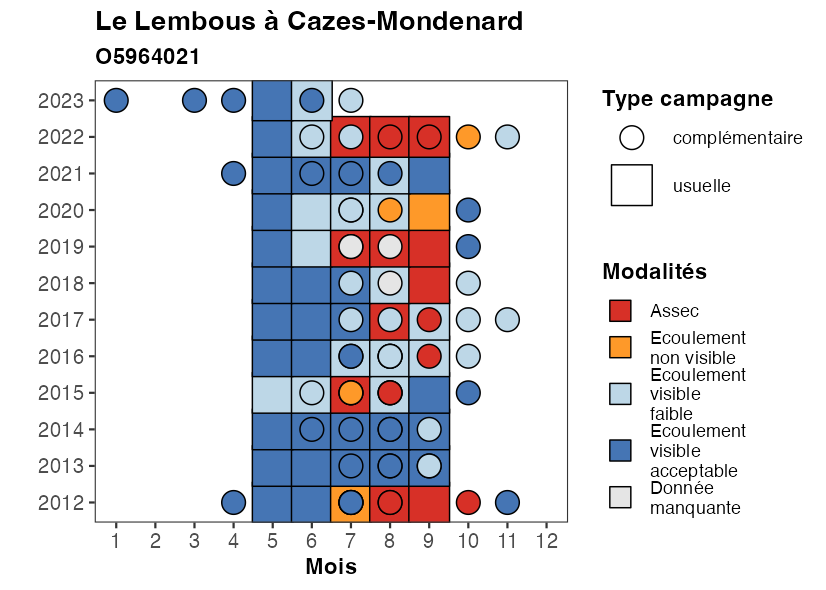 Le Lembous à Cazes-Mondenard
O5964021
2023
2022
2021
2020
2019
2018
2017
2016
2015
2014
2013
2012
1 2 3 4 5 6 7 8 9 10 11 12
Mois
Type campagne
complémentaire
usuelle
Modalités
Assec
Ecoulement
non visible
Ecoulement
visible
faible
Ecoulement
visible
acceptable
Donnée
manquante